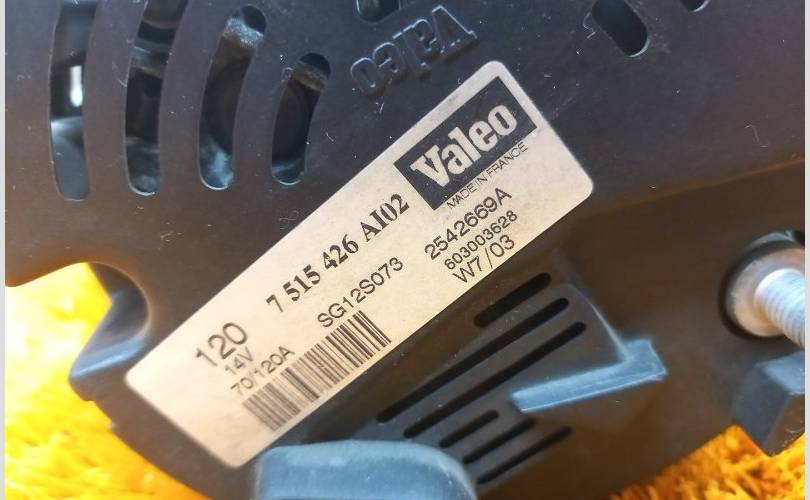 Valeo
Valeo
MADE IN FRANCE
120 7 515 426 AI02
14V
70/120A SG12S073 2542669A
603003628
W7/03